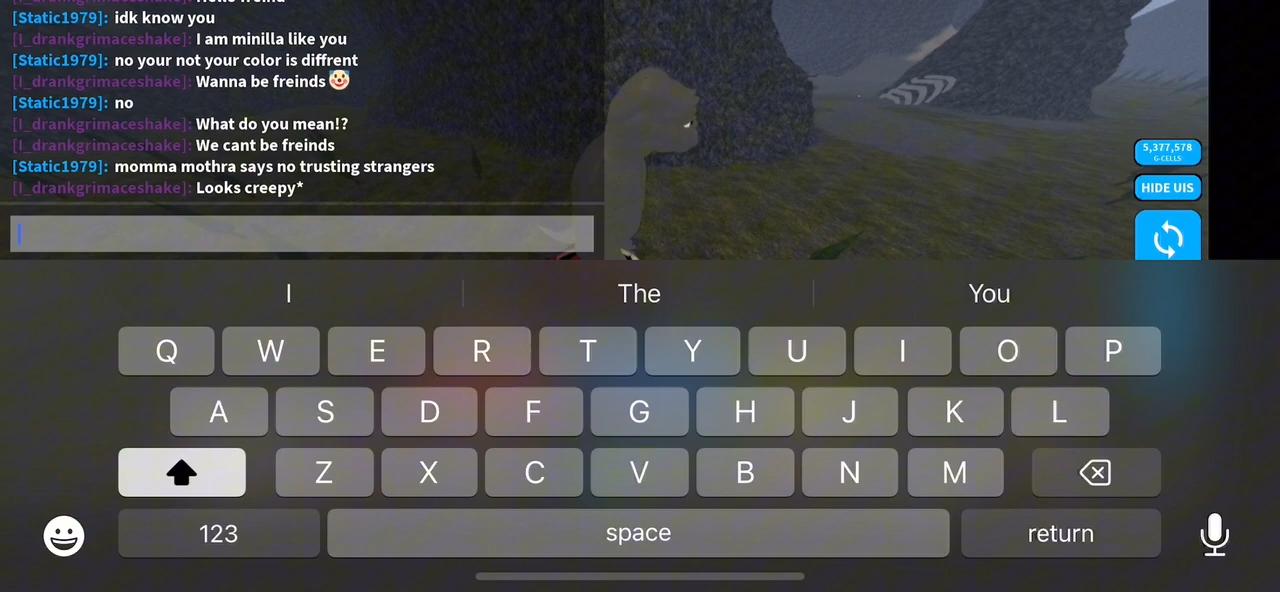 [Static1979]: idk know you
[I_drankgrimaceshake]: I am minilla like you
[Static1979]: no your not your color is diffrent
[I_drankgrimaceshake]: Wanna be freinds 🤡
[Static1979]: no
[I_drankgrimaceshake]: What do you mean!?
[I_drankgrimaceshake]: We cant be freinds
[Static1979]: momma mothra says no trusting strangers
[I_drankgrimaceshake]: Looks creepy*
5,377,578
G-CELLS
HIDE UIS
I The You
Q W E R T Y U I O P
A S D F G H J K L
Z X C V B N M
123 space return